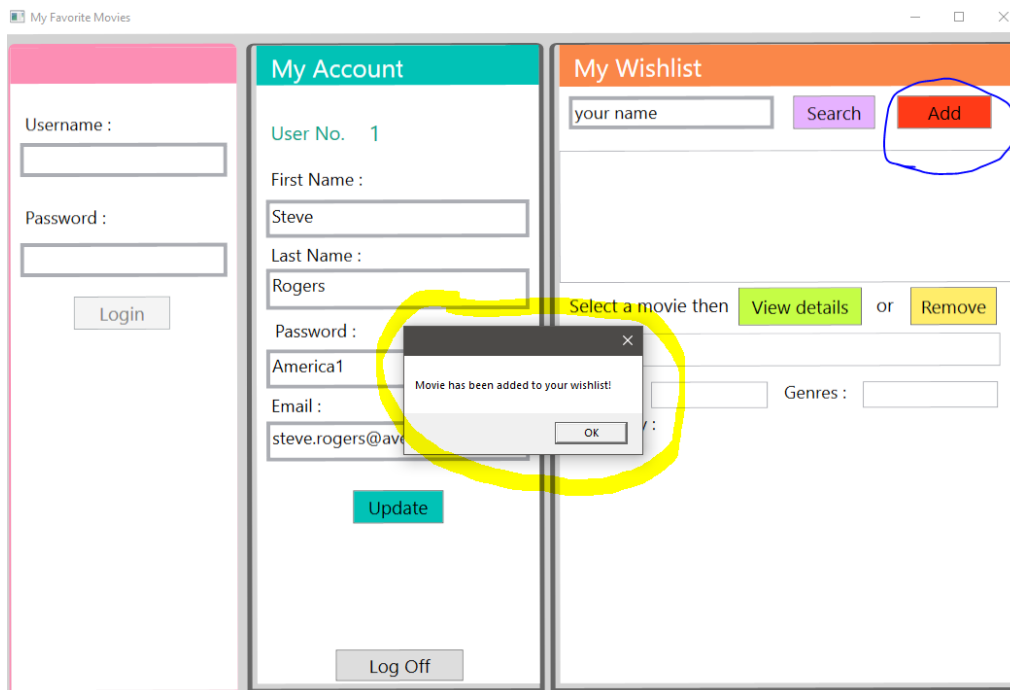 My Favorite Movies
Username :
Password :
Login
My Account
User No. 1
First Name :
Steve
Last Name :
Rogers
Password :
America1
Email :
steve.rogers@ave
Update
Log Off
My Wishlist
your name Search Add
Select a movie then View details or Remove
Genres :
Movie has been added to your wishlist!
OK